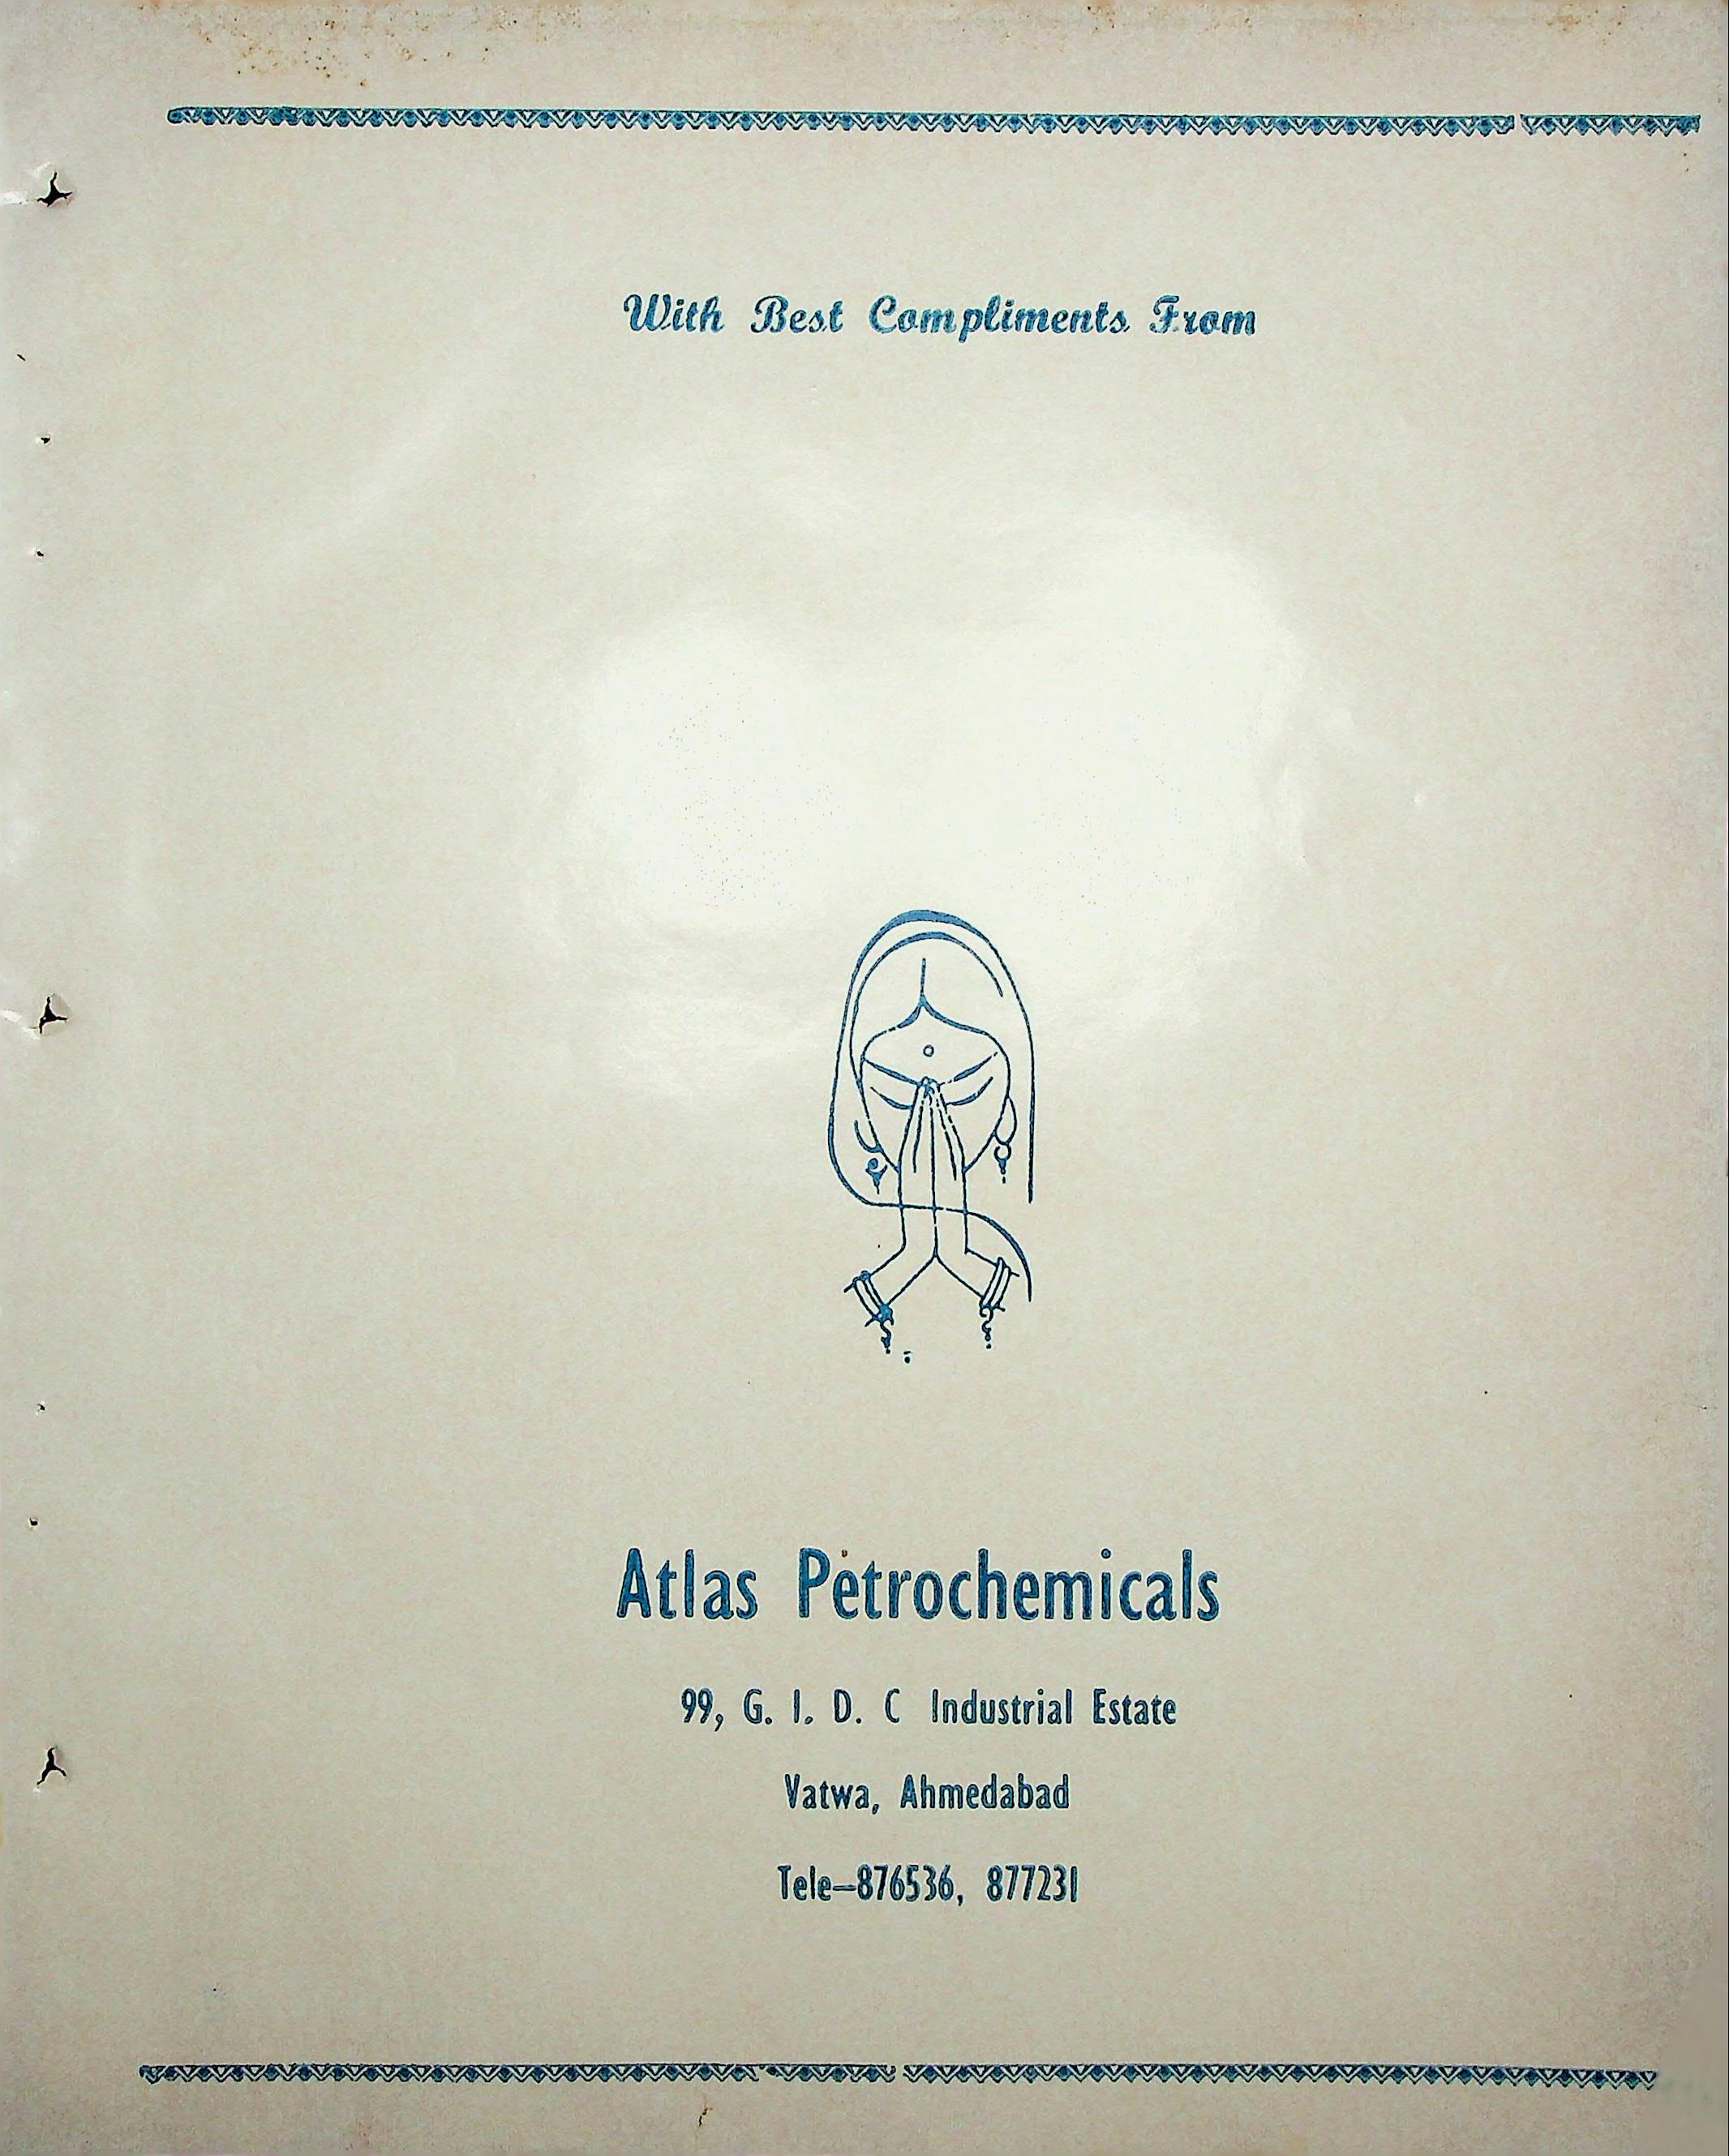 With Best Compliments From
Atlas Petrochemicals
99, G. I. D. C Industrial Estate
Vatwa, Ahmedabad
Tele–876536, 877231